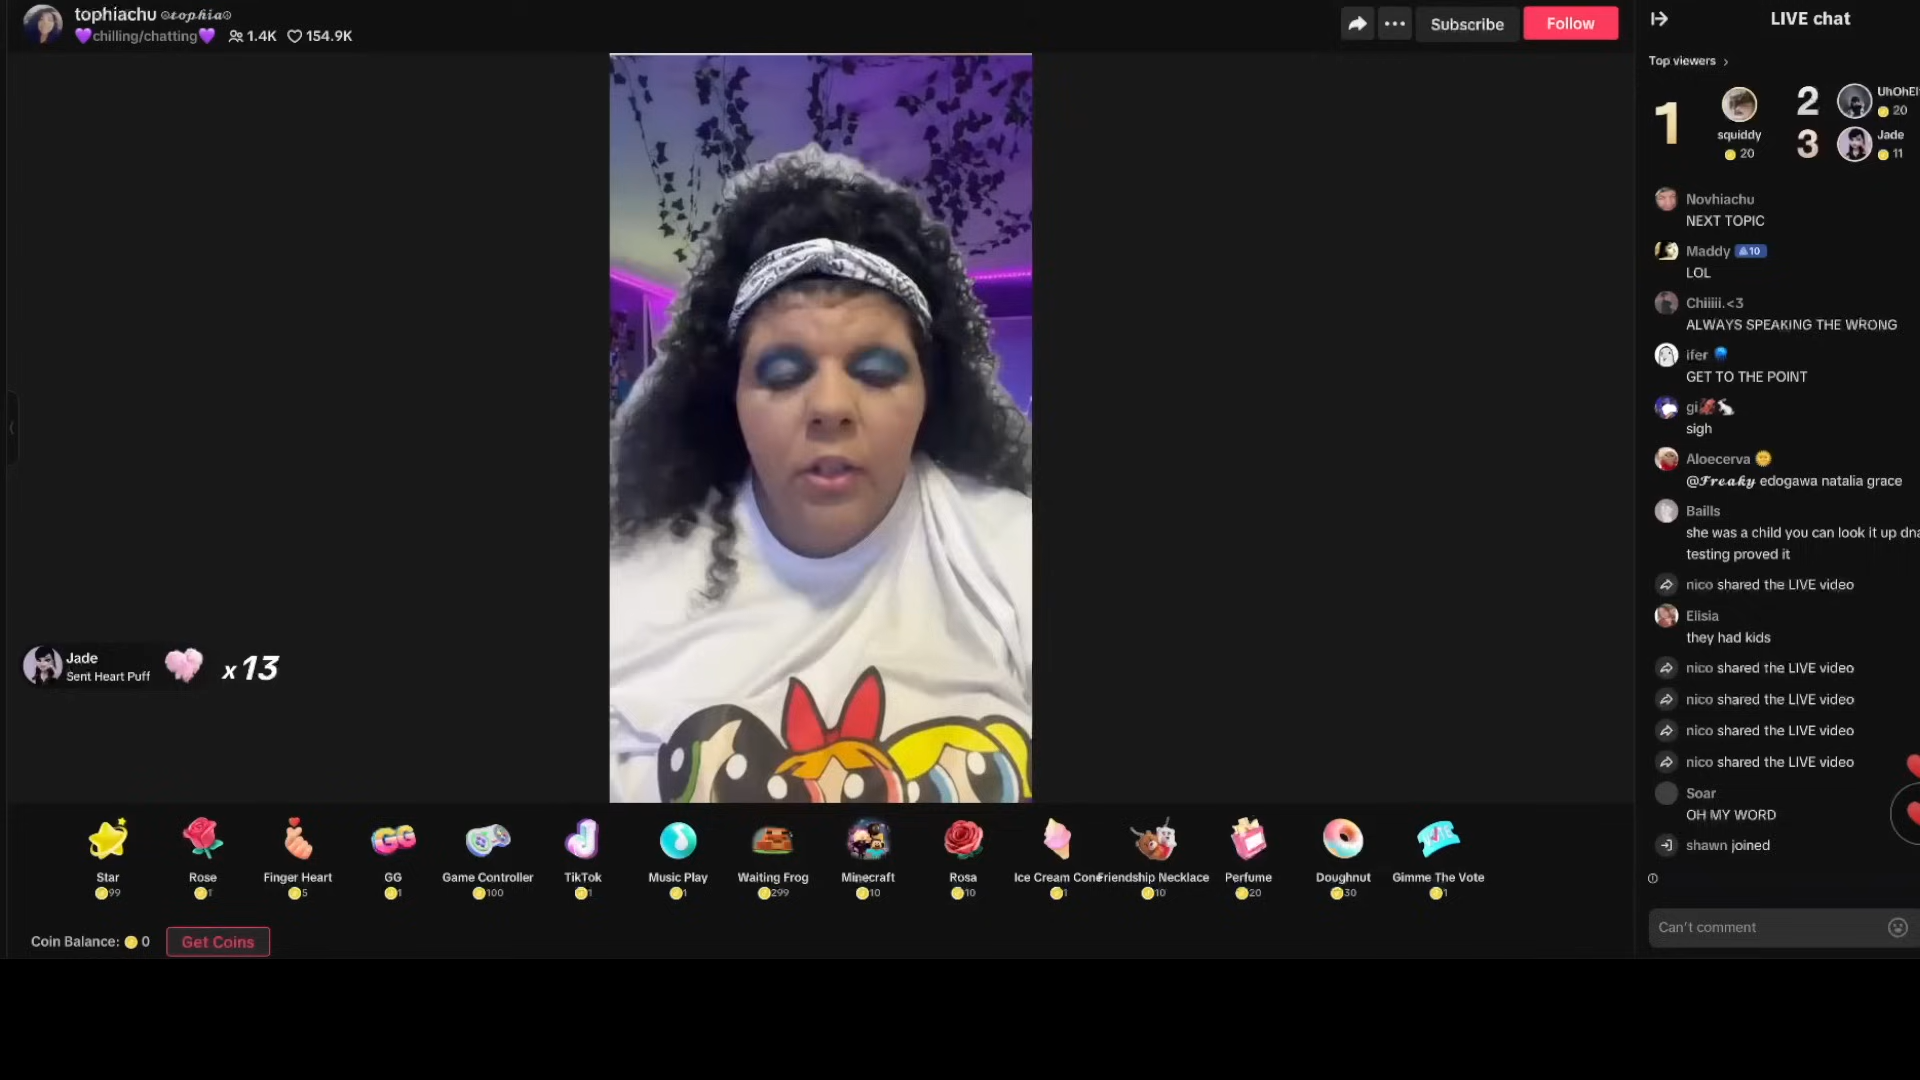 tophiachu ☺𝓽𝓸𝓹𝓱𝓲𝓪☺
💜chilling/chatting💜 1.4K 154.9K
Subscribe
Follow
LIVE chat
Top viewers
1
squiddy
20
2
UhOhEl
20
3
Jade
11
Novhiachu
NEXT TOPIC
Maddy 10
LOL
Chiiiii.<3
ALWAYS SPEAKING THE WRONG
ifer
GET TO THE POINT
gi
sigh
Aloecerva
@𝓕𝓻𝓮𝓪𝓴𝔂 edogawa natalia grace
Baills
she was a child you can look it up dna
testing proved it
nico shared the LIVE video
Elisia
they had kids
nico shared the LIVE video
nico shared the LIVE video
nico shared the LIVE video
nico shared the LIVE video
Soar
OH MY WORD
shawn joined
Can't comment
Jade
Sent Heart Puff
x 13
GG
Star
99
Rose
1
Finger Heart
5
GG
1
Game Controller
100
TikTok
1
Music Play
1
Waiting Frog
299
Minecraft
10
Rosa
10
Ice Cream Cone
1
Friendship Necklace
10
Perfume
20
Doughnut
30
Gimme The Vote
1
Coin Balance: 0
Get Coins